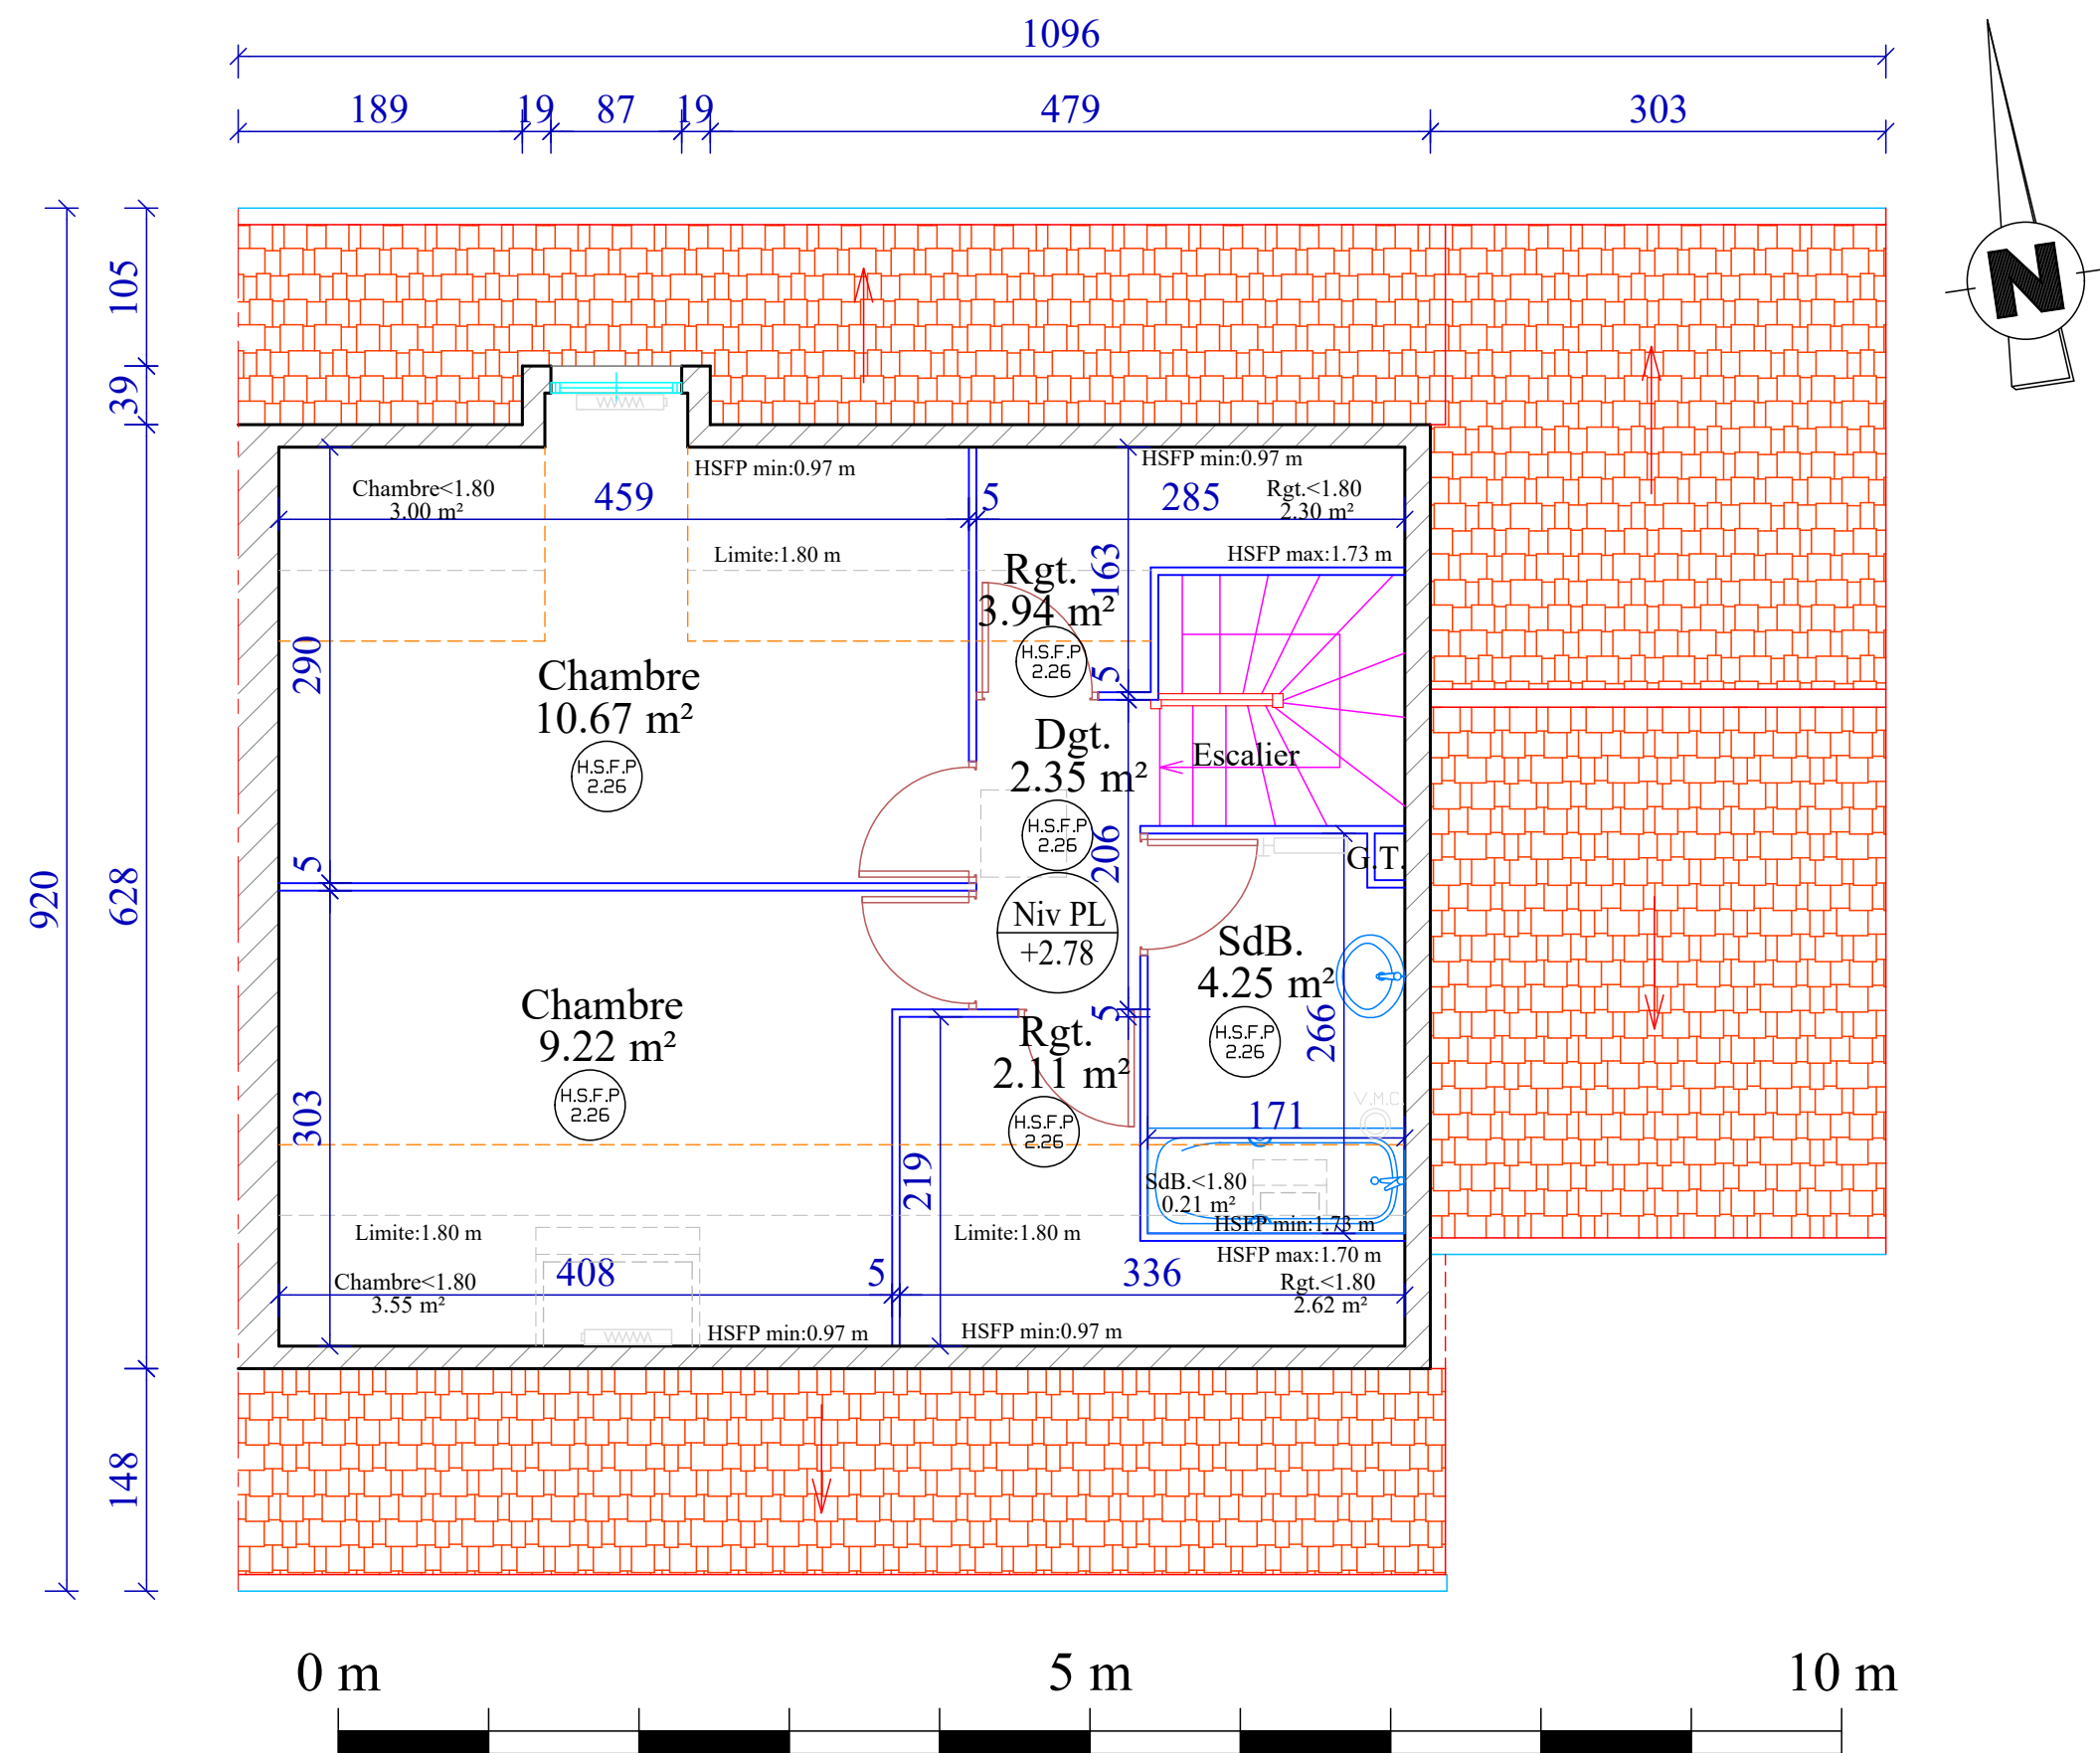 1096
189 19 87 19 479 303
N
105
39
628
148
920
HSFP min:0.97 m
HSFP min:0.97 m
Chambre<1.80
3.00 m²
459
5
285
Rgt.<1.80
2.30 m²
Limite:1.80 m
HSFP max:1.73 m
163
Rgt.
3.94 m²
H.S.F.P
2.26
5
290
Chambre
10.67 m²
H.S.F.P
2.26
Dgt.
2.35 m²
H.S.F.P
2.26
Escalier
206
5
G.T.
Niv PL
+2.78
SdB.
4.25 m²
H.S.F.P
2.26
266
Chambre
9.22 m²
H.S.F.P
2.26
5
Rgt.
2.11 m²
H.S.F.P
2.26
303
V.M.C.
171
219
SdB.<1.80
0.21 m²
HSFP min:1.73 m
Limite:1.80 m
Limite:1.80 m
HSFP max:1.70 m
Chambre<1.80
3.55 m²
408
5
336
Rgt.<1.80
2.62 m²
HSFP min:0.97 m
HSFP min:0.97 m
0 m 5 m 10 m